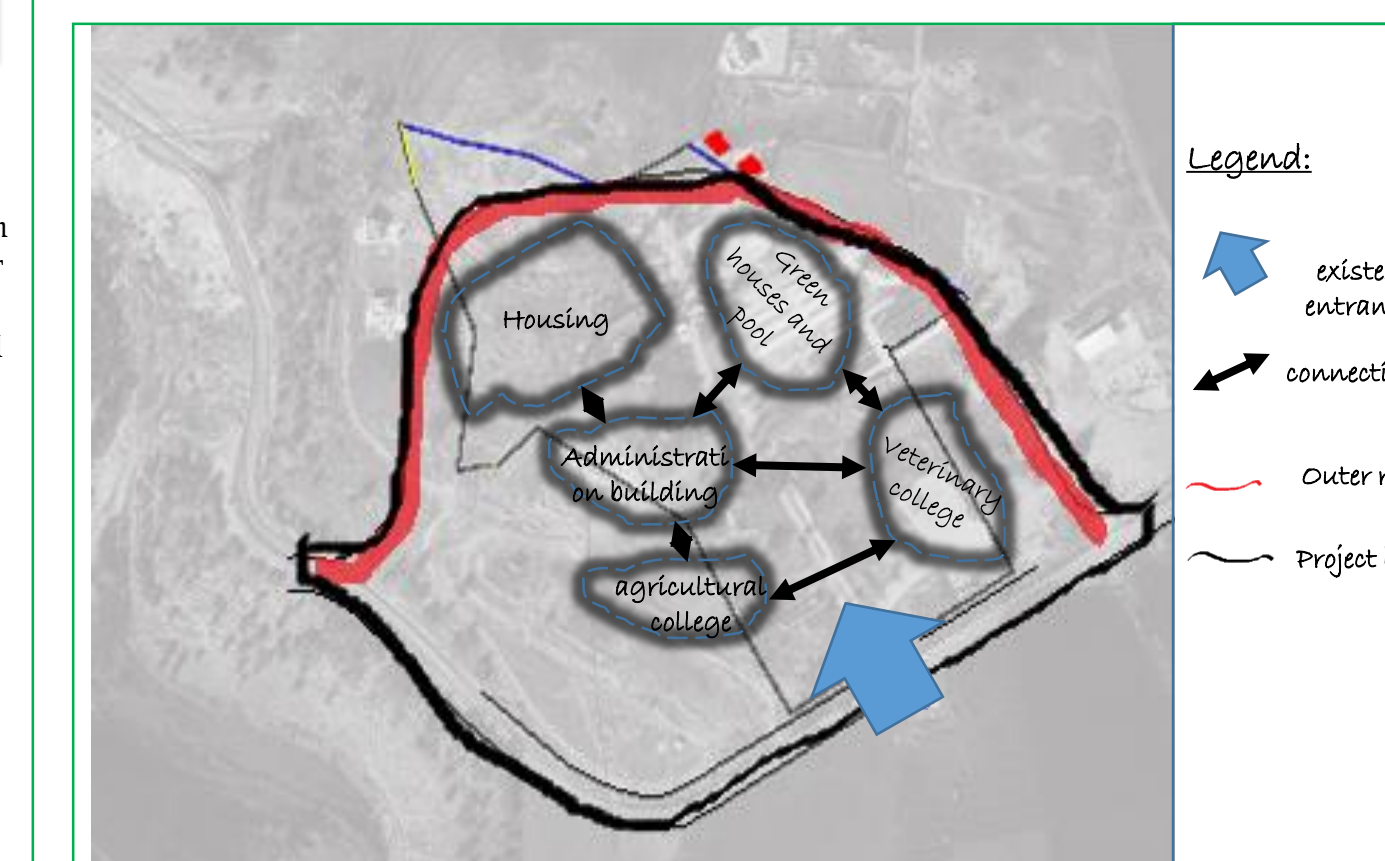 Housing
Green
houses and
pool
Administrati
on building
Veterinary
college
agricultural
college
Legend:
existe
entran
connecti
Outer
Project